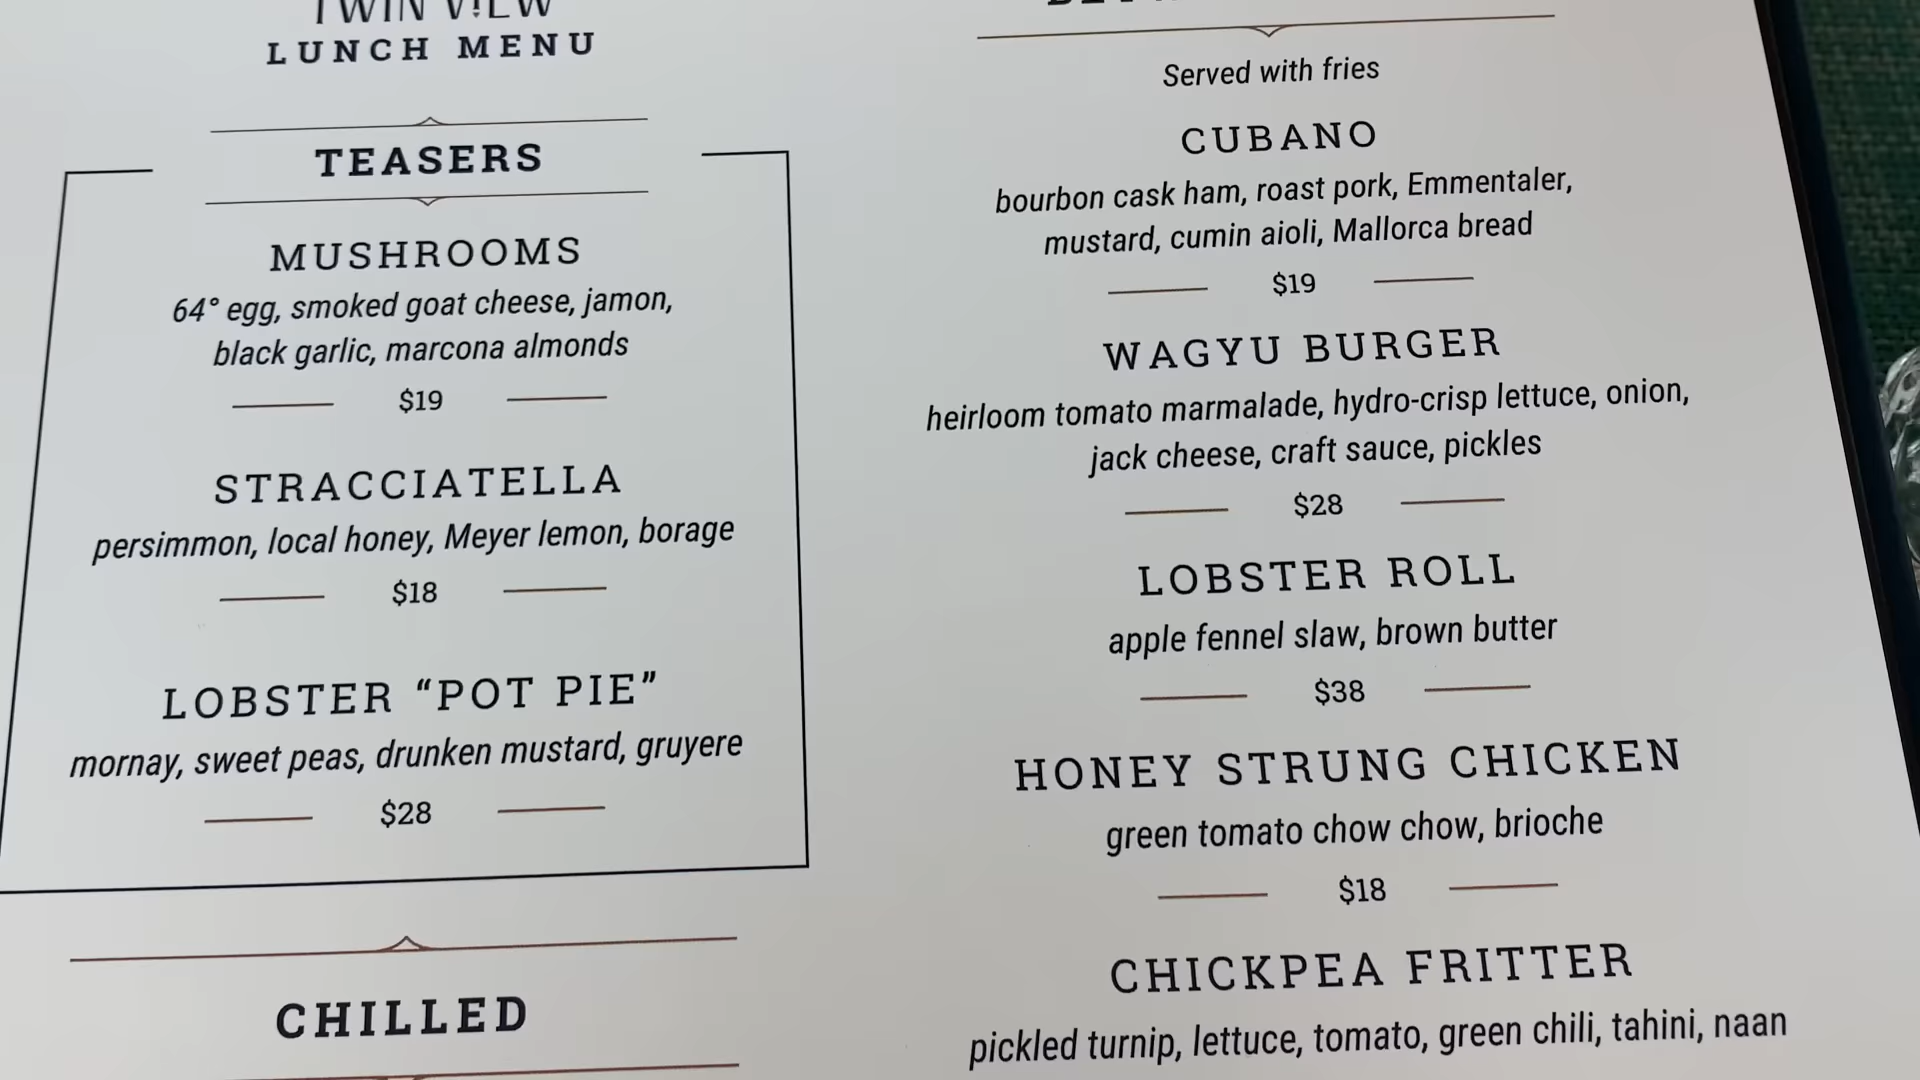 TWIN VIEW
LUNCH MENU
TEASERS
MUSHROOMS
64° egg, smoked goat cheese, jamon,
black garlic, marcona almonds
$19
STRACCIATELLA
persimmon, local honey, Meyer lemon, borage
$18
LOBSTER “POT PIE”
mornay, sweet peas, drunken mustard, gruyere
$28
CHILLED
Served with fries
CUBANO
bourbon cask ham, roast pork, Emmentaler,
mustard, cumin aioli, Mallorca bread
$19
WAGYU BURGER
heirloom tomato marmalade, hydro-crisp lettuce, onion,
jack cheese, craft sauce, pickles
$28
LOBSTER ROLL
apple fennel slaw, brown butter
$38
HONEY STRUNG CHICKEN
green tomato chow chow, brioche
$18
CHICKPEA FRITTER
pickled turnip, lettuce, tomato, green chili, tahini, naan